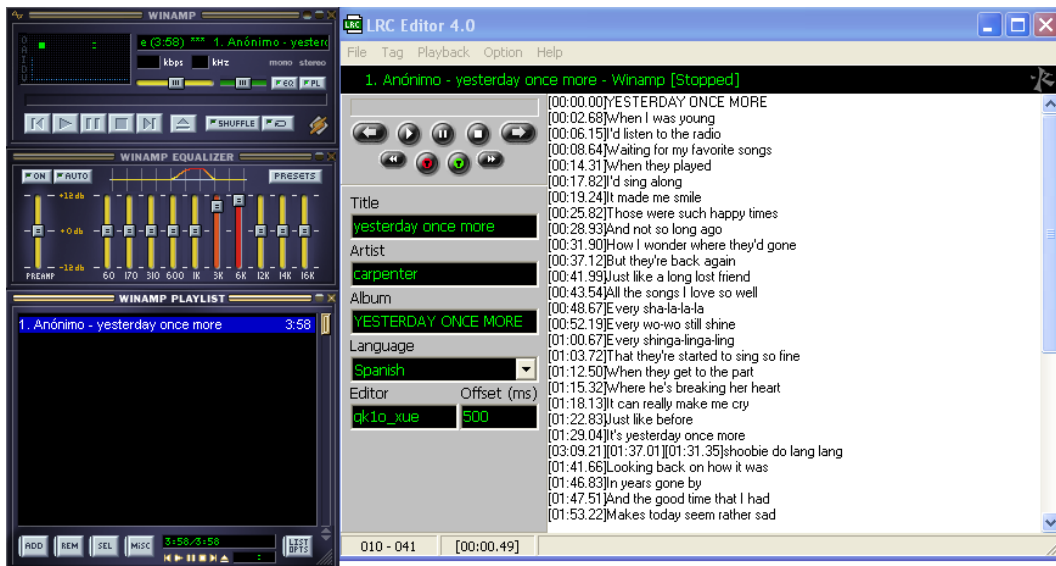 WINAMP
O
A
I
D
V
e (3:58) *** 1. Anónimo - yesterd
kbps kHz mono stereo
EQ PL
SHUFFLE
WINAMP EQUALIZER
ON AUTO PRESETS
+12 db
+0 db
-12 db
PREAMP 60 170 310 600 1K 3K 6K 12K 14K 16K
WINAMP PLAYLIST
1. Anónimo - yesterday once more 3:58
ADD REM SEL MISC 3:58/3:58 LIST OPTS
:
LRC LRC Editor 4.0
File Tag Playback Option Help
1. Anónimo - yesterday once more - Winamp [Stopped]
Title
yesterday once more
Artist
carpenter
Album
YESTERDAY ONCE MORE
Language
Spanish
Editor Offset (ms)
qk1o_xue 500
[00:00.00]YESTERDAY ONCE MORE
[00:02.68]When I was young
[00:06.15]I'd listen to the radio
[00:08.64]Waiting for my favorite songs
[00:14.31]When they played
[00:17.82]I'd sing along
[00:19.24]It made me smile
[00:25.82]Those were such happy times
[00:28.93]And not so long ago
[00:31.90]How I wonder where they'd gone
[00:37.12]But they're back again
[00:41.99]Just like a long lost friend
[00:43.54]All the songs I love so well
[00:48.67]Every sha-la-la-la
[00:52.19]Every wo-wo still shine
[01:00.67]Every shinga-linga-ling
[01:03.72]That they're started to sing so fine
[01:12.50]When they get to the part
[01:15.32]Where he's breaking her heart
[01:18.13]It can really make me cry
[01:22.83]Just like before
[01:29.04]It's yesterday once more
[03:09.21][01:37.01][01:31.35]shoobie do lang lang
[01:41.66]Looking back on how it was
[01:46.83]In years gone by
[01:47.51]And the good time that I had
[01:53.22]Makes today seem rather sad
010 - 041 [00:00.49]